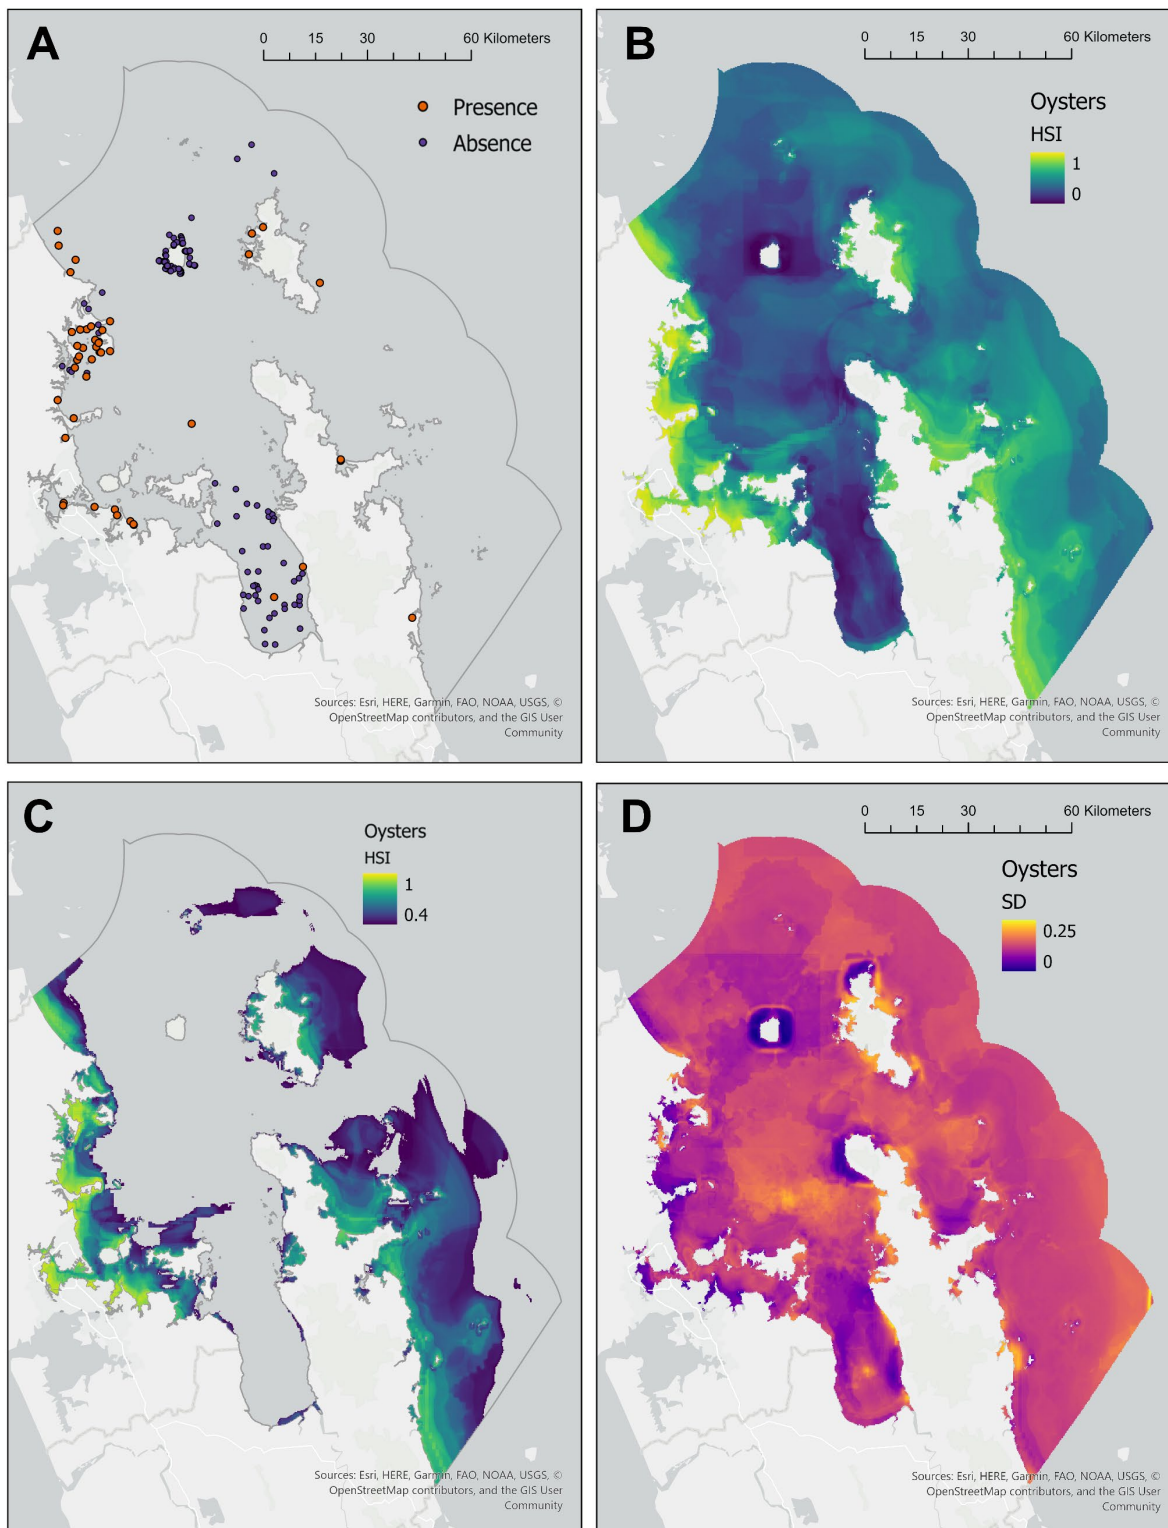 A
0 15 30 60 Kilometers
Presence
Absence
Sources: Esri, HERE, Garmin, FAO, NOAA, USGS, ©
OpenStreetMap contributors, and the GIS User
Community
B
0 15 30 60 Kilometers
Oysters
HSI
1
0
Sources: Esri, HERE, Garmin, FAO, NOAA, USGS, ©
OpenStreetMap contributors, and the GIS User
Community
C
Oysters
HSI
1
0.4
Sources: Esri, HERE, Garmin, FAO, NOAA, USGS, ©
OpenStreetMap contributors, and the GIS User
Community
D
0 15 30 60 Kilometers
Oysters
SD
0.25
0
Sources: Esri, HERE, Garmin, FAO, NOAA, USGS, ©
OpenStreetMap contributors, and the GIS User
Community